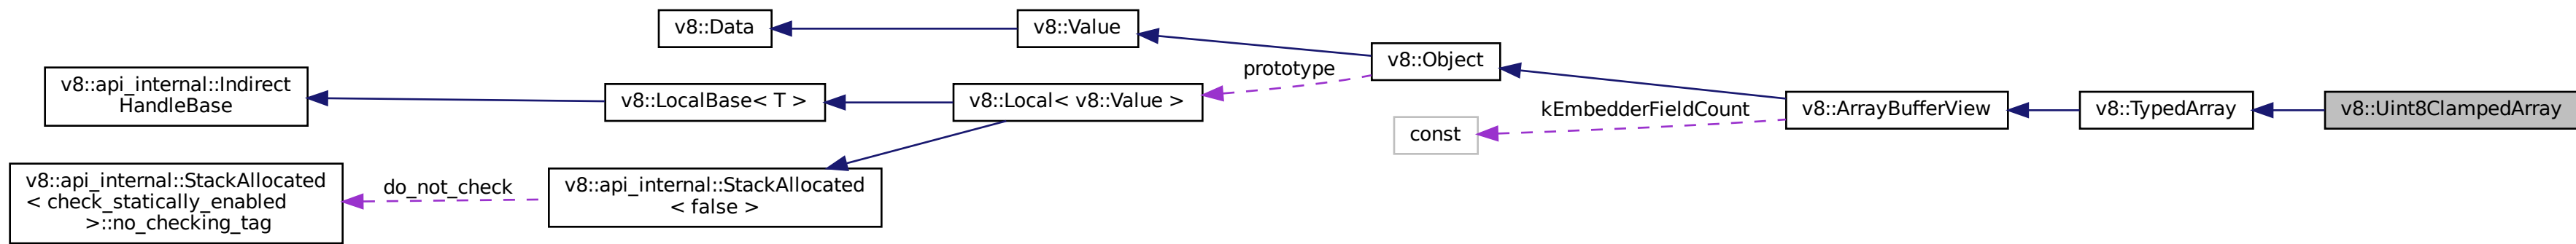 v8::Data
v8::Value
v8::Object
prototype
v8::api_internal::Indirect
HandleBase
v8::LocalBase< T >
v8::Local< v8::Value >
kEmbedderFieldCount
const
v8::ArrayBufferView
v8::TypedArray
v8::Uint8ClampedArray
v8::api_internal::StackAllocated
< check_statically_enabled
>::no_checking_tag
do_not_check
v8::api_internal::StackAllocated
< false >